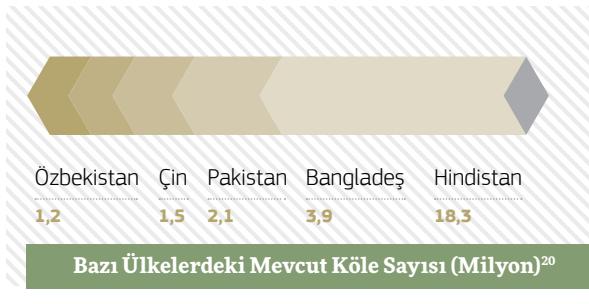 Özbekistan Çin Pakistan Bangladeş Hindistan
1,2 1,5 2,1 3,9 18,3
Bazı Ülkelerdeki Mevcut Köle Sayısı (Milyon)²⁰